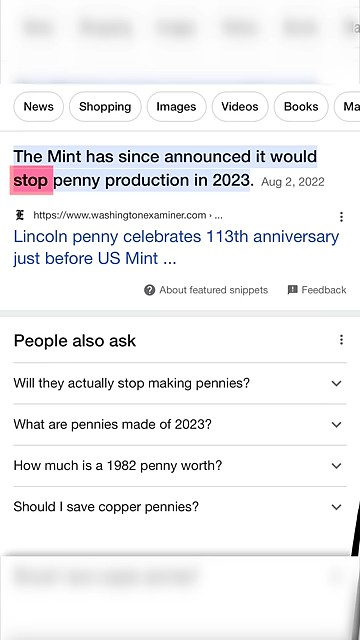 News Shopping Images Videos Books Ma
The Mint has since announced it would
stop penny production in 2023. Aug 2, 2022
https://www.washingtonexaminer.com › ...
Lincoln penny celebrates 113th anniversary
just before US Mint ...
About featured snippets Feedback
People also ask
Will they actually stop making pennies?
What are pennies made of 2023?
How much is a 1982 penny worth?
Should I save copper pennies?